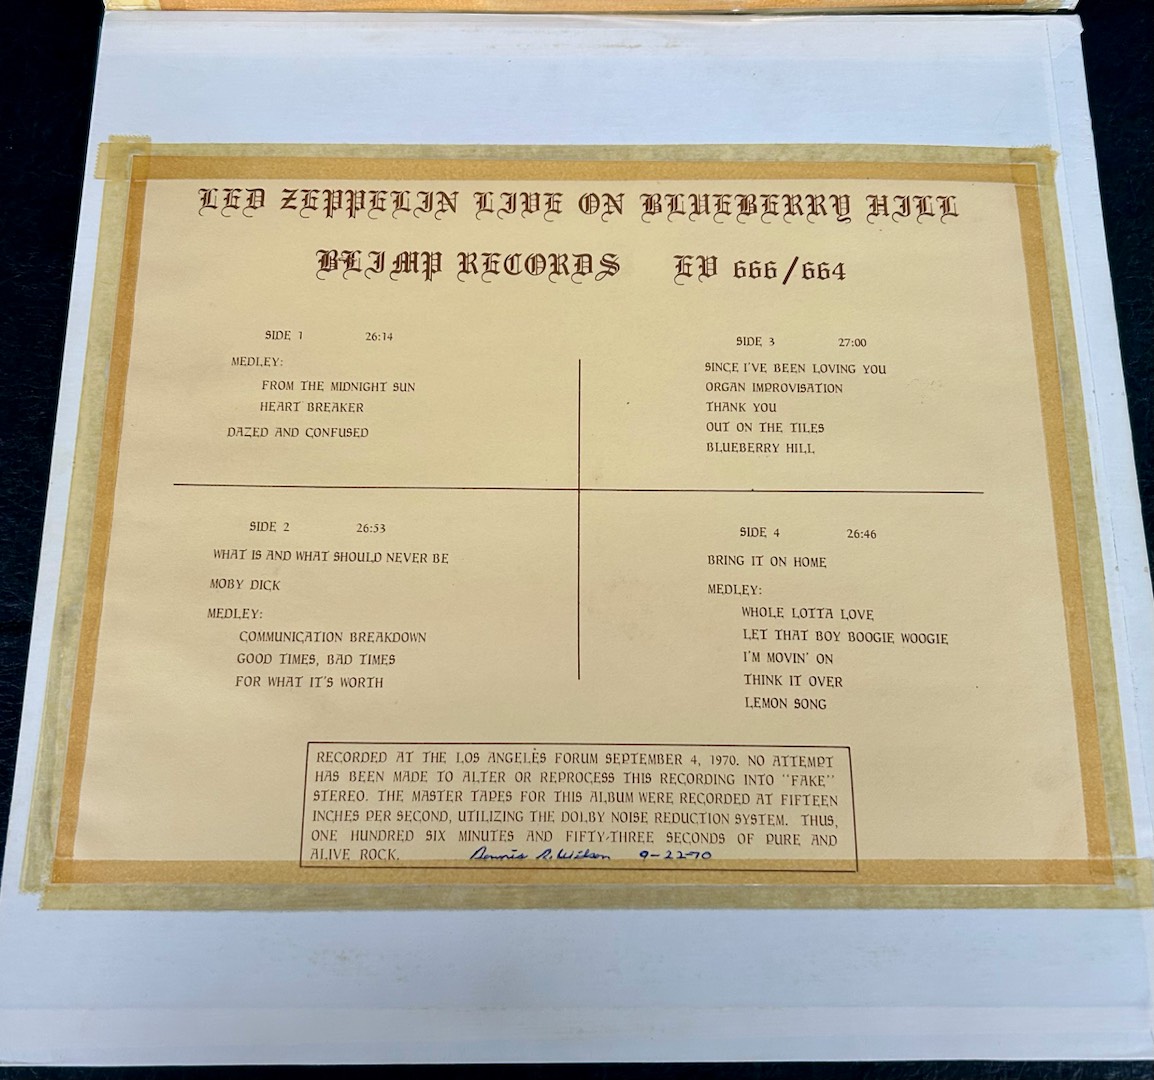 LED ZEPPELIN LIVE ON BLUEBERRY HILL
BLIMP RECORDS EV 666/664
SIDE 1 26:14
MEDLEY:
FROM THE MIDNIGHT SUN
HEART BREAKER
DAZED AND CONFUSED
SIDE 2 26:53
WHAT IS AND WHAT SHOULD NEVER BE
MOBY DICK
MEDLEY:
COMMUNICATION BREAKDOWN
GOOD TIMES, BAD TIMES
FOR WHAT IT'S WORTH
SIDE 3 27:00
SINCE I'VE BEEN LOVING YOU
ORGAN IMPROVISATION
THANK YOU
OUT ON THE TILES
BLUEBERRY HILL
SIDE 4 26:46
BRING IT ON HOME
MEDLEY:
WHOLE LOTTA LOVE
LET THAT BOY BOOGIE WOOGIE
I'M MOVIN' ON
THINK IT OVER
LEMON SONG
RECORDED AT THE LOS ANGELES FORUM SEPTEMBER 4, 1970. NO ATTEMPT
HAS BEEN MADE TO ALTER OR REPROCESS THIS RECORDING INTO "FAKE"
STEREO. THE MASTER TAPES FOR THIS ALBUM WERE RECORDED AT FIFTEEN
INCHES PER SECOND, UTILIZING THE DOLBY NOISE REDUCTION SYSTEM. THUS,
ONE HUNDRED SIX MINUTES AND FIFTY-THREE SECONDS OF PURE AND
ALIVE ROCK. Dennis R. Wilson 9-22-70